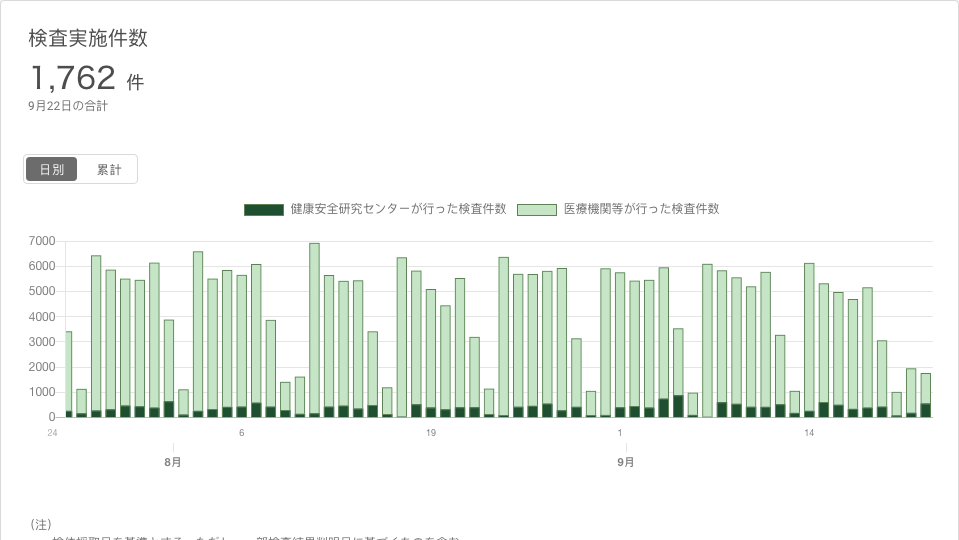 検査実施件数
1,762 件
9月22日の合計
日別 累計
健康安全研究センターが行った検査件数 医療機関等が行った検査件数
7000
6000
5000
4000
3000
2000
1000
0
24 6 19 1 14
8月 9月
（注）